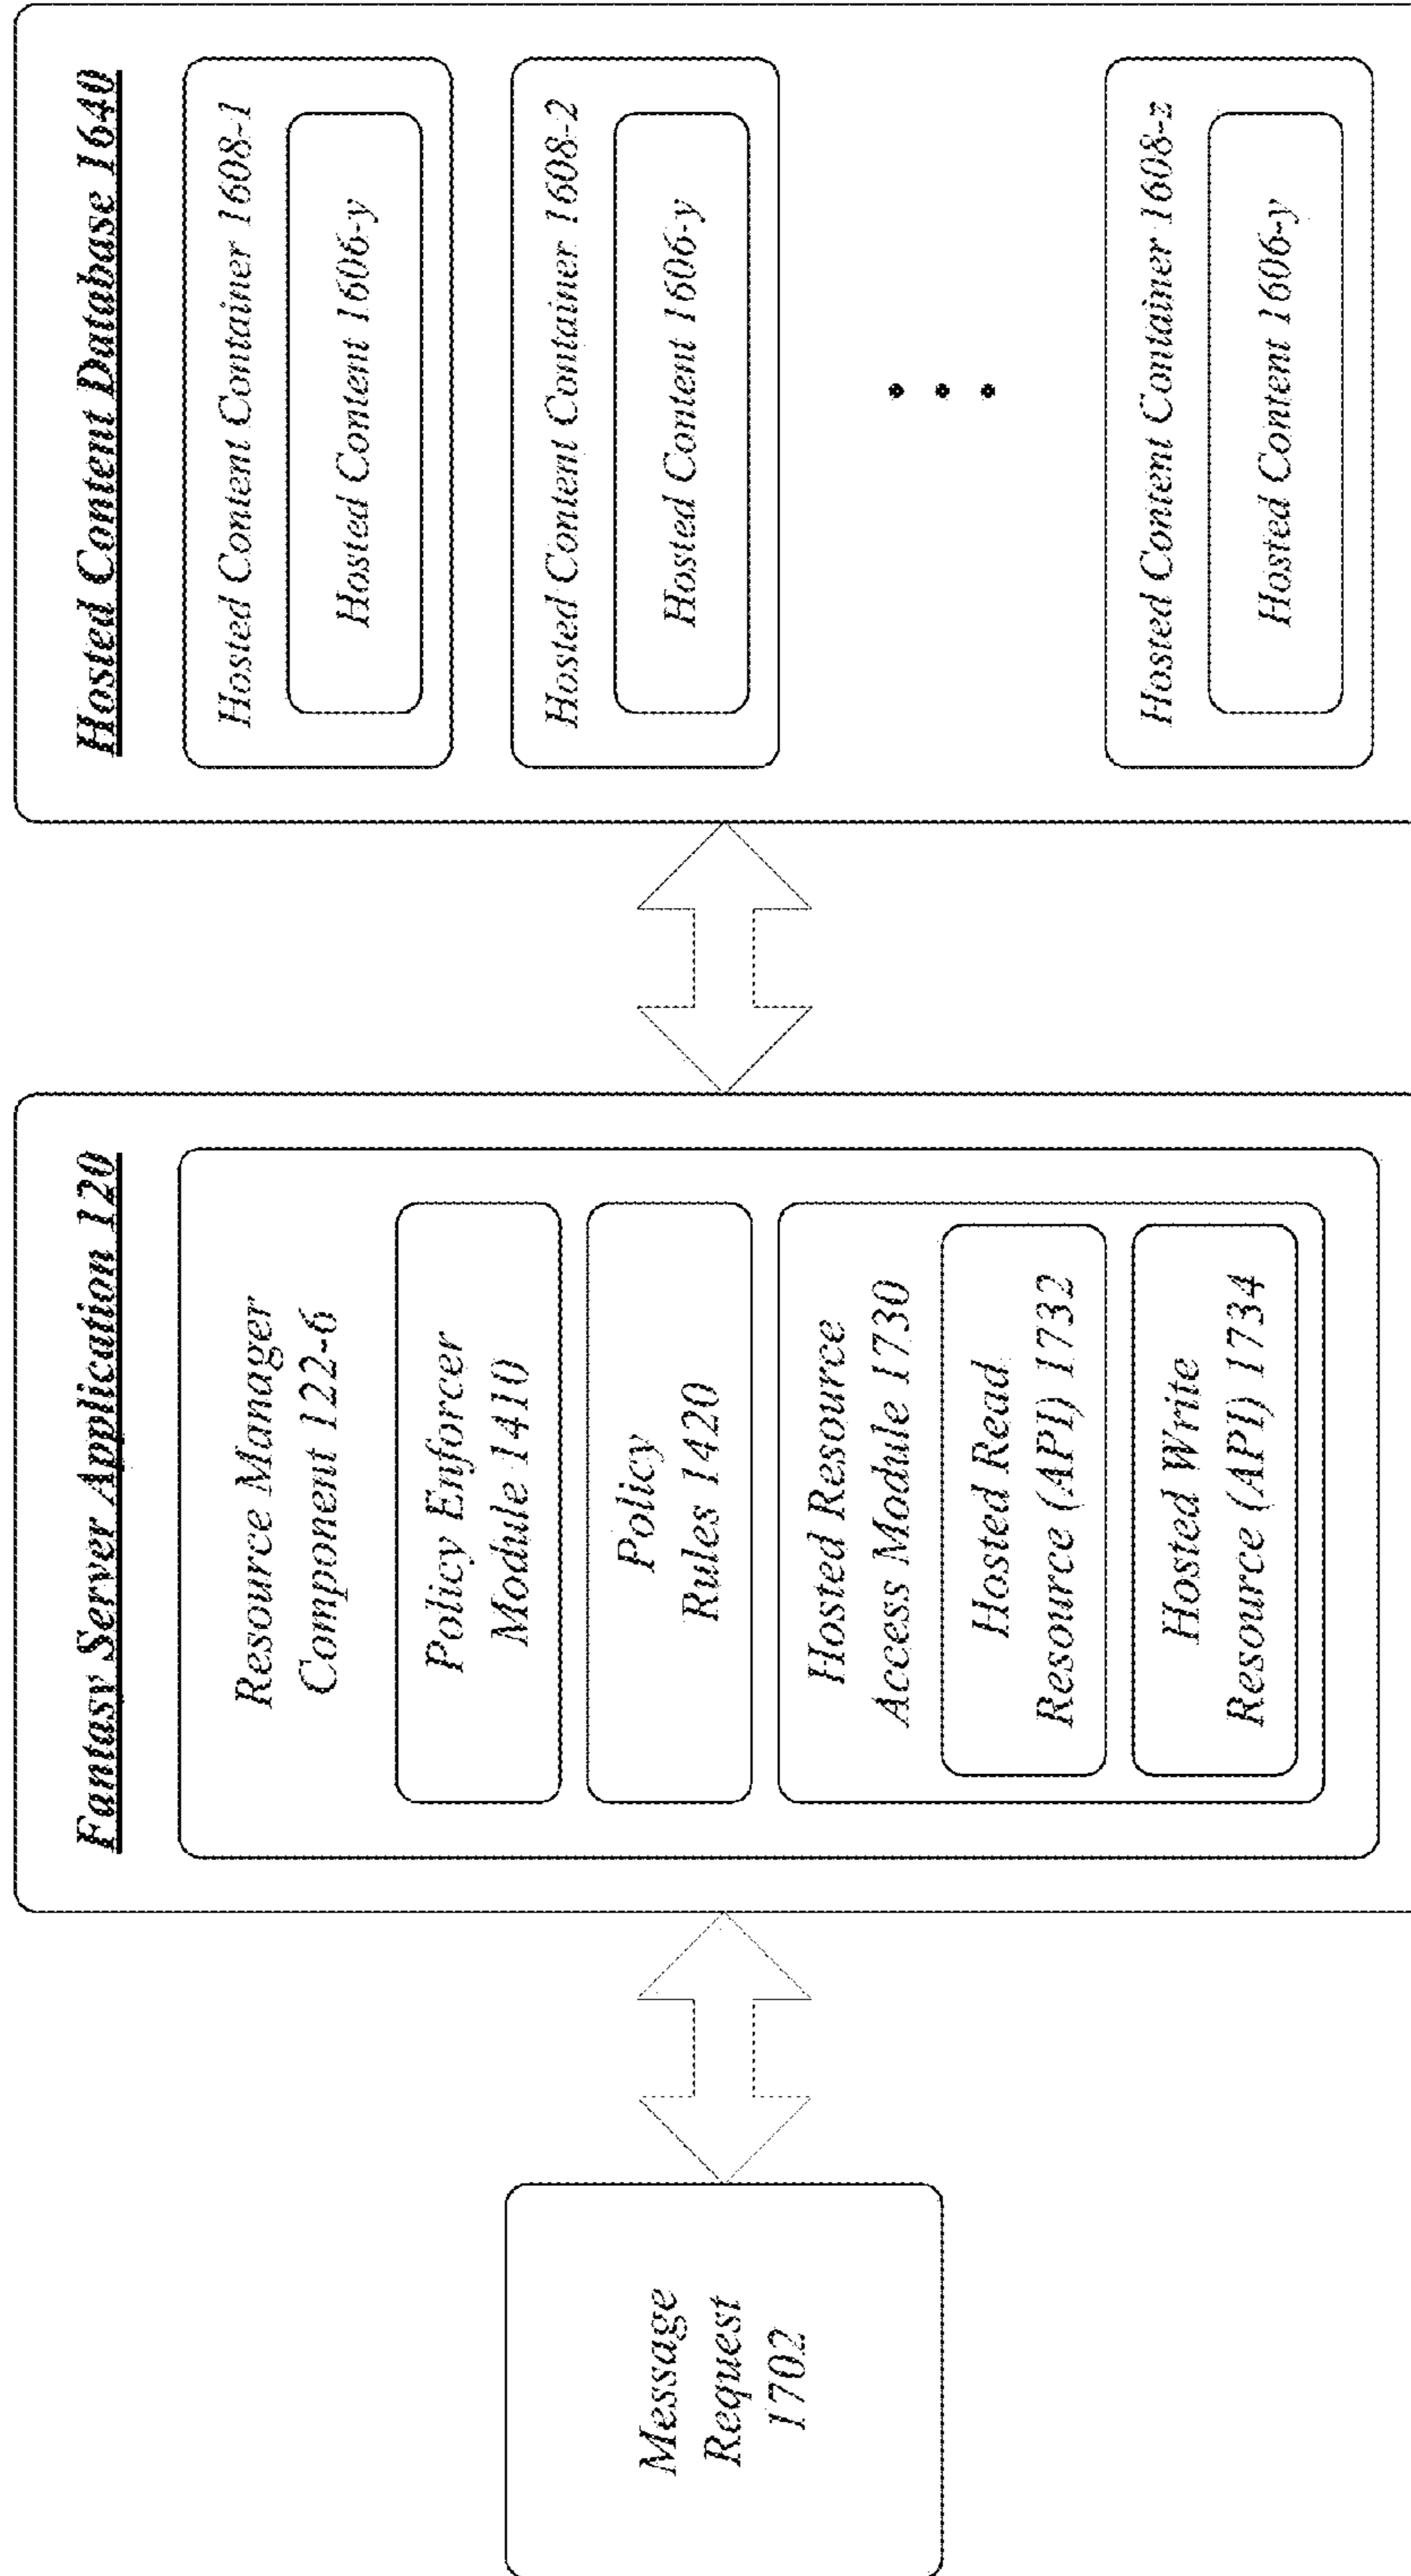 Message
Request
1702
Fantasy Server Application 120
Resource Manager
Component 122-6
Policy Enforcer
Module 1410
Policy
Rules 1420
Hosted Resource
Access Module 1730
Hosted Read
Resource (API) 1732
Hosted Write
Resource (API) 1734
Hosted Content Database 1640
Hosted Content Container 1608-1
Hosted Content 1606-y
Hosted Content Container 1608-2
Hosted Content 1606-y
Hosted Content Container 1608-z
Hosted Content 1606-y